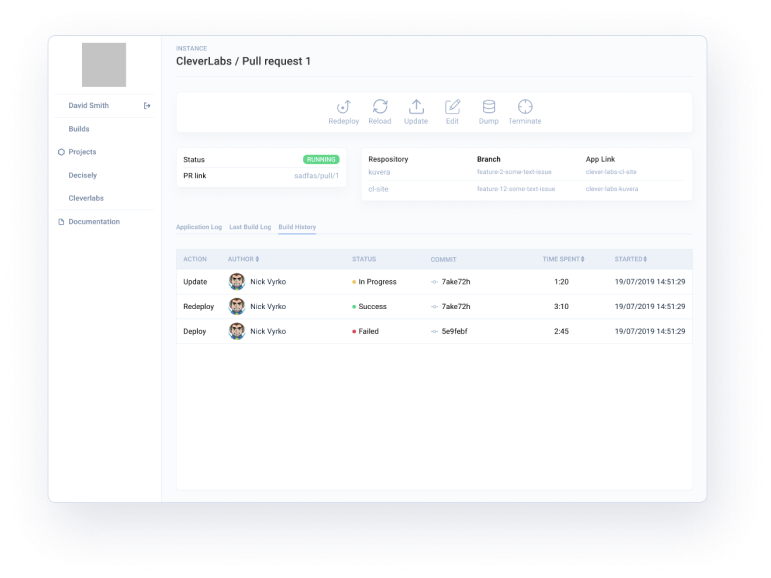 INSTANCE
CleverLabs / Pull request 1
David Smith
Builds
Projects
Decisely
Cleverlabs
Documentation
Redeploy Reload Update Edit Dump Terminate
Status RUNNING
PR link sadfas/pull/1
Respository Branch App Link
kuvera feature-2-some-text-issue clever-labs-cl-site
cl-site feature-12-some text-issue clever-labs-kuvera
Application Log Last Build Log Build History
ACTION AUTHOR STATUS COMMIT TIME SPENT STARTED
Update Nick Vyrko In Progress 7ake72h 1:20 19/07/2019 14:51:29
Redeploy Nick Vyrko Success 7ake72h 3:10 19/07/2019 14:51:29
Deploy Nick Vyrko Failed 5e9febf 2:45 19/07/2019 14:51:29